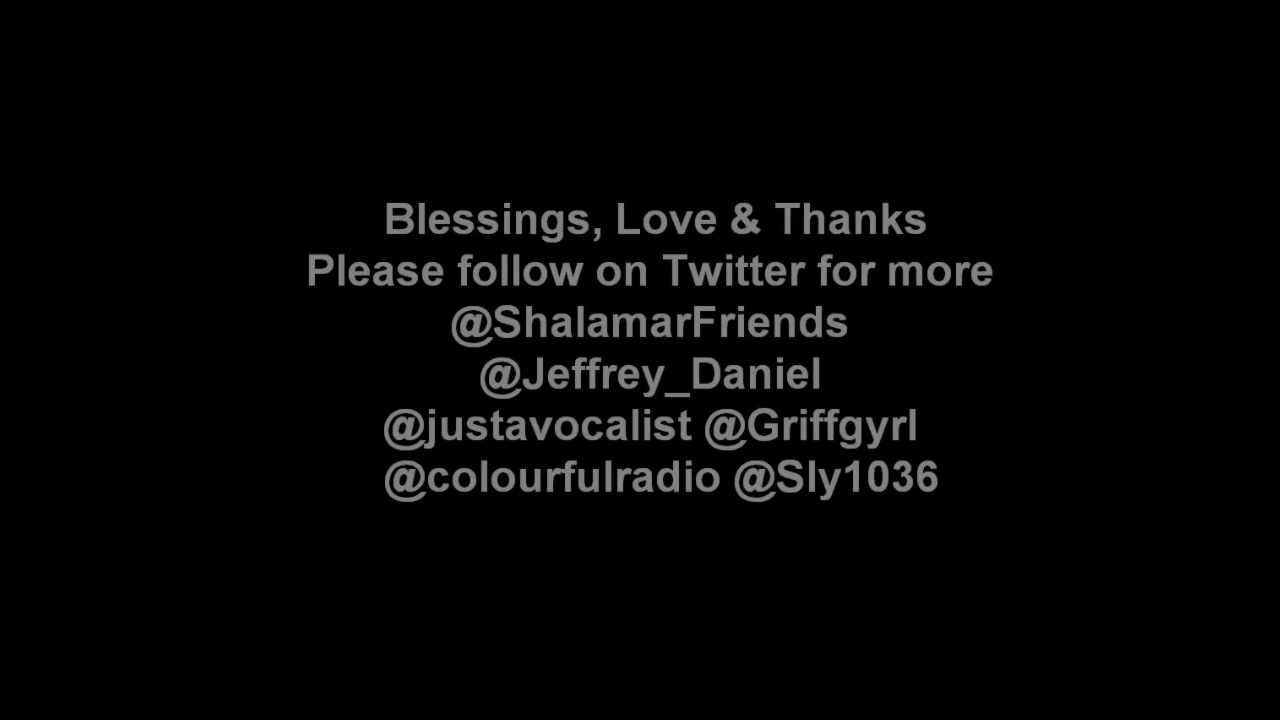 Blessings, Love & Thanks
Please follow on Twitter for more
@ShalamarFriends
@Jeffrey_Daniel
@justavocalist @Griffgyrl
@colourfulradio @Sly1036